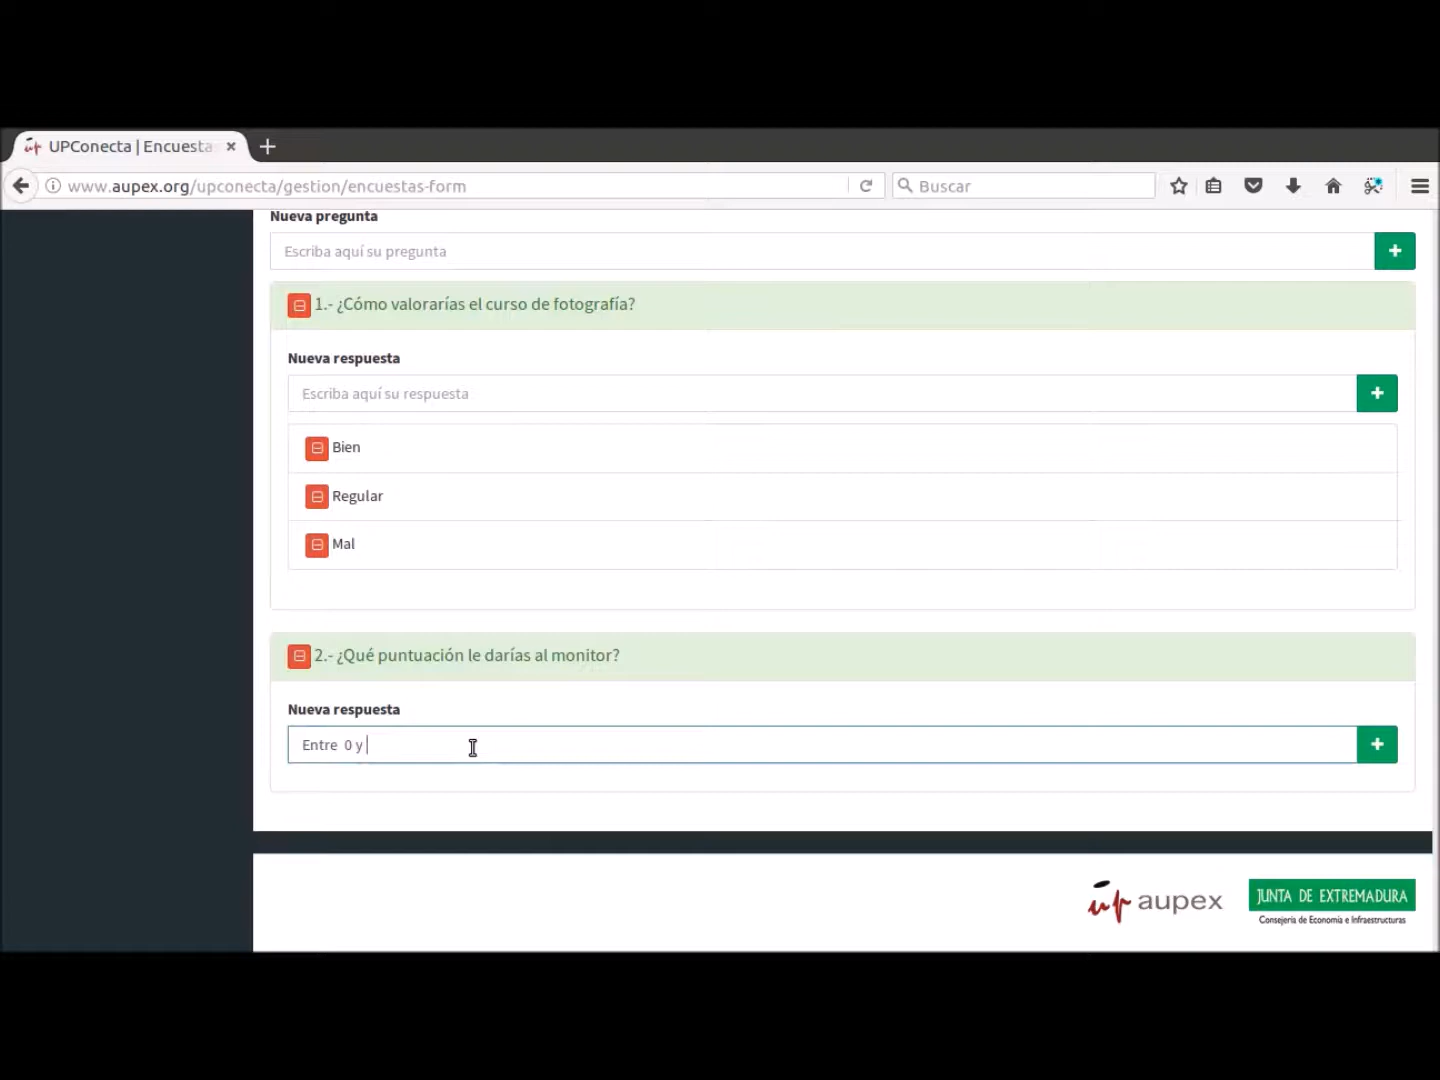 UPConecta | Encuesta
www.aupex.org/upconecta/gestion/encuestas-form
Buscar
Nueva pregunta
Escriba aquí su pregunta
1.- ¿Cómo valorarías el curso de fotografía?
Nueva respuesta
Escriba aquí su respuesta
Bien
Regular
Mal
2.- ¿Qué puntuación le darías al monitor?
Nueva respuesta
Entre 0 y
up aupex
JUNTA DE EXTREMADURA
Consejería de Economía e Infraestructuras